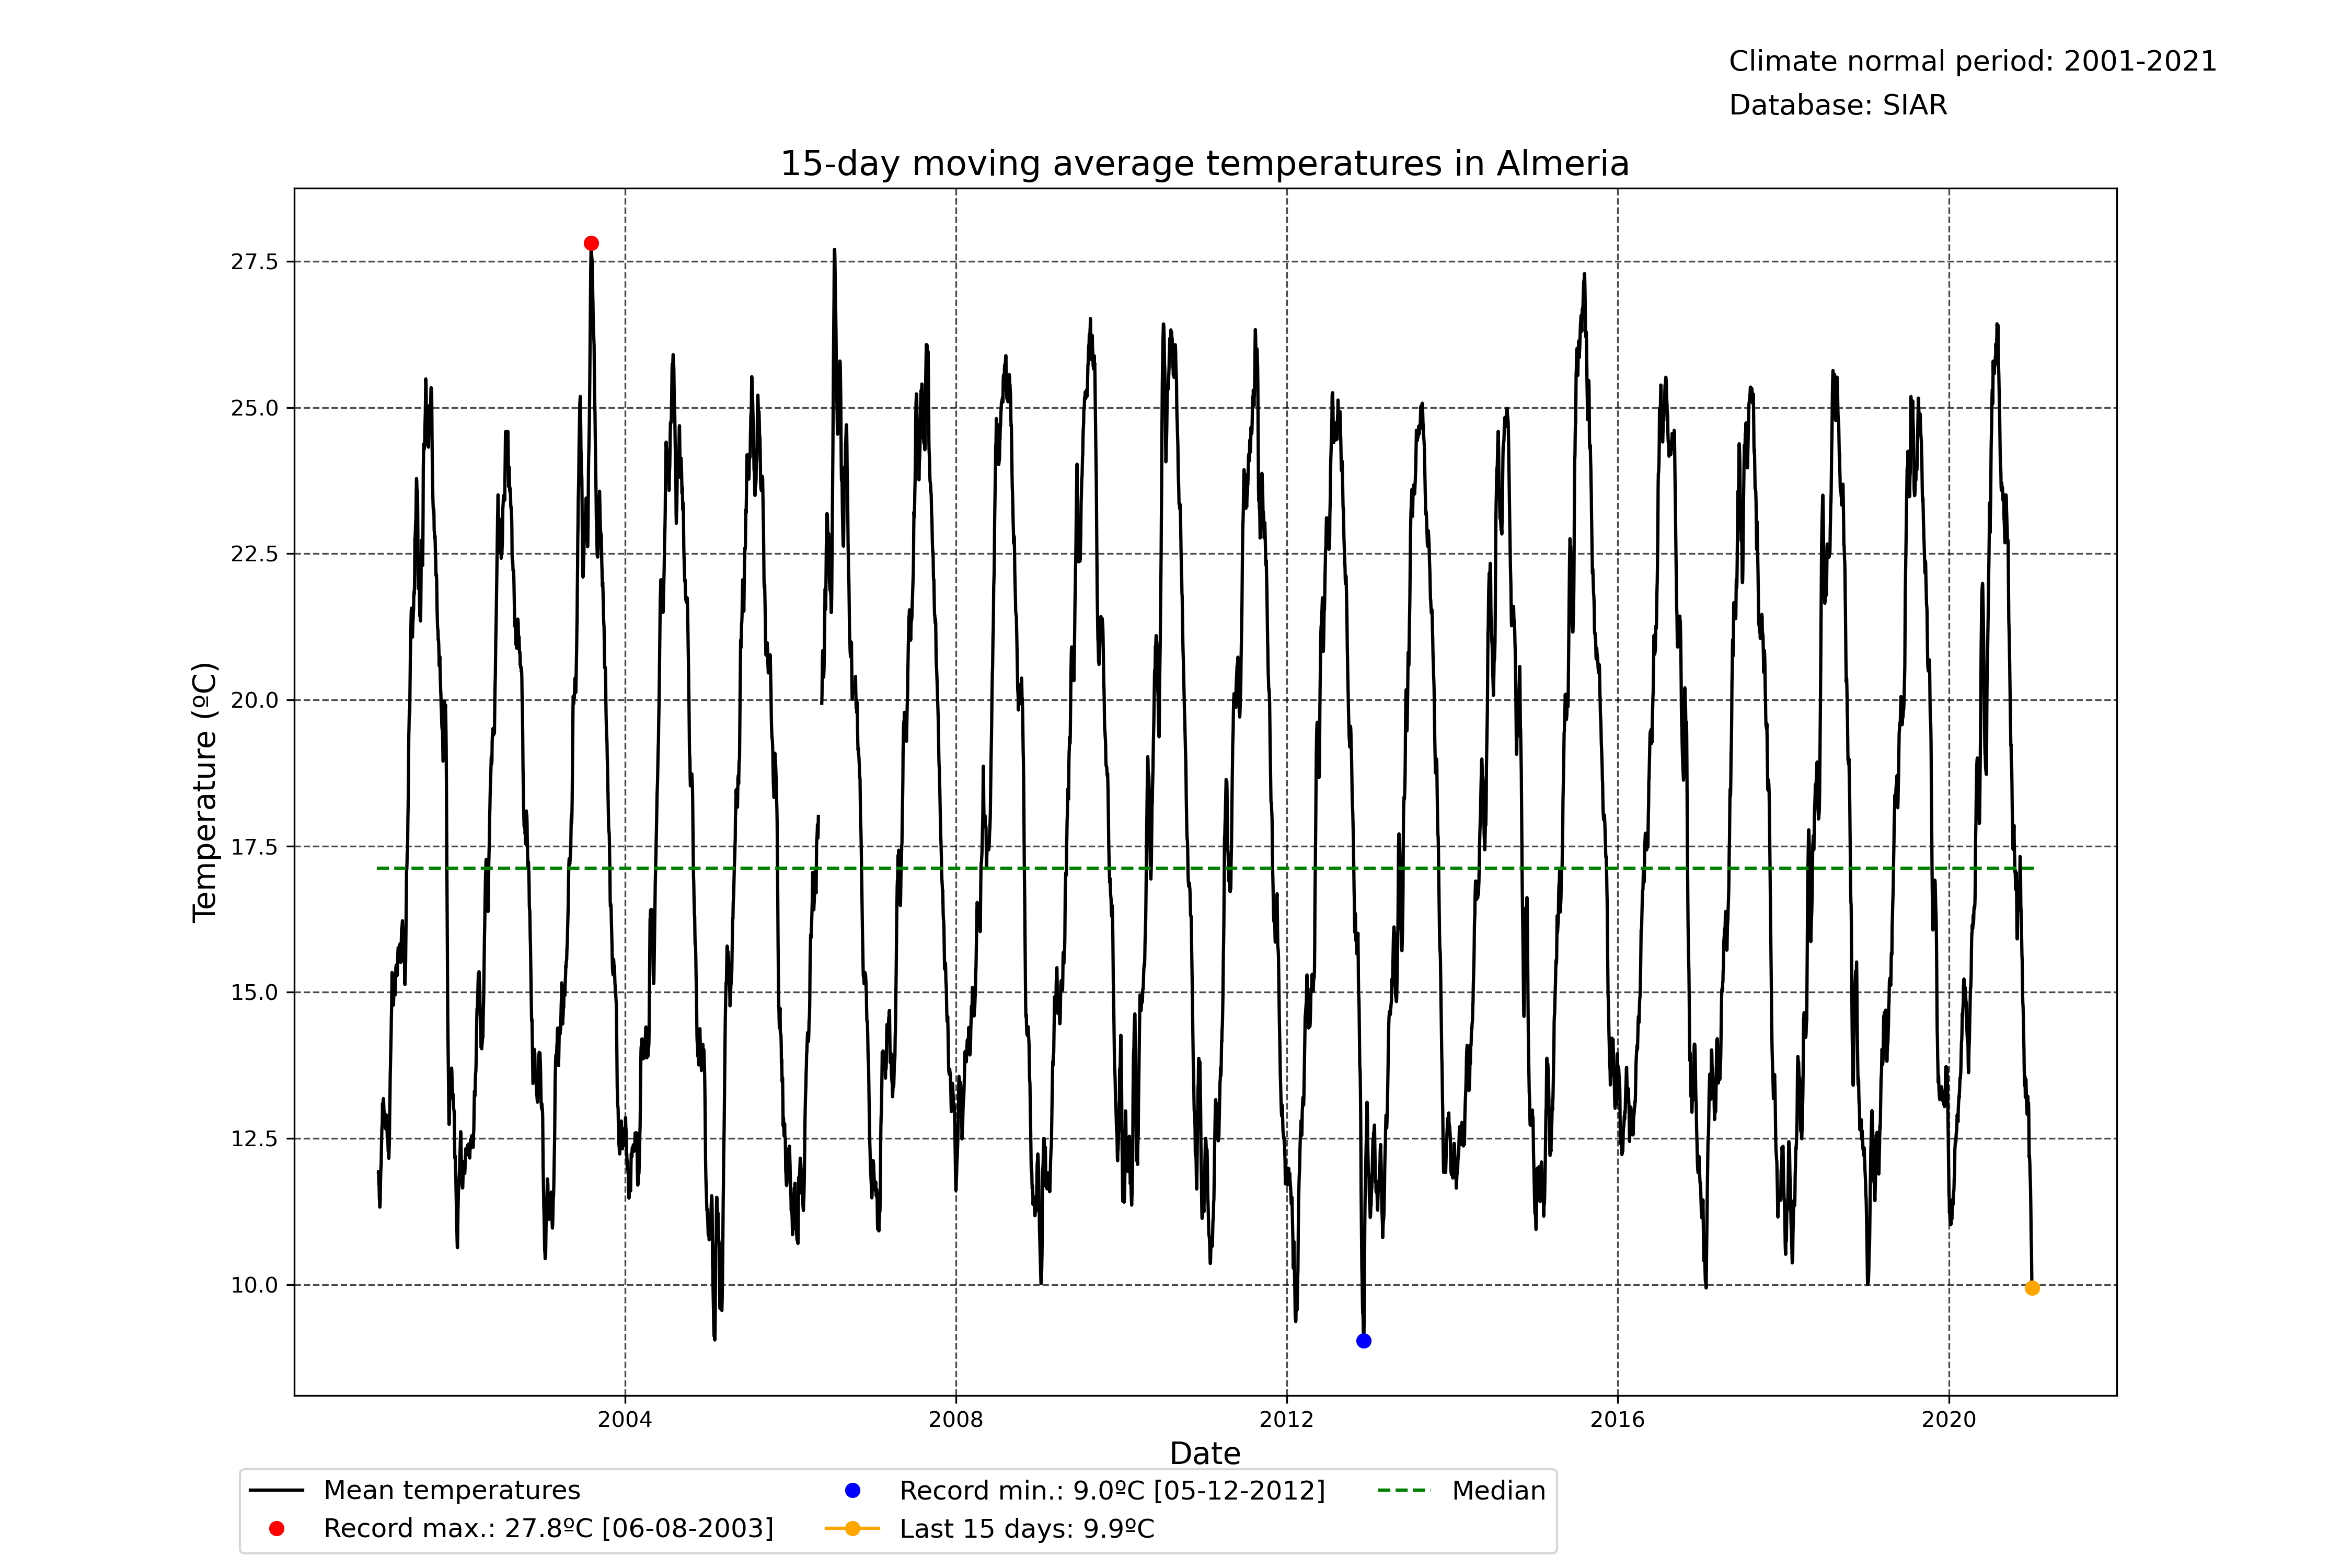 Climate normal period: 2001-2021
Database: SIAR
15-day moving average temperatures in Almeria
Temperature (ºC)
27.5
25.0
22.5
20.0
17.5
15.0
12.5
10.0
2004 2008 2012 2016 2020
Date
Mean temperatures
Record max.: 27.8ºC [06-08-2003]
Record min.: 9.0ºC [05-12-2012]
Last 15 days: 9.9ºC
Median